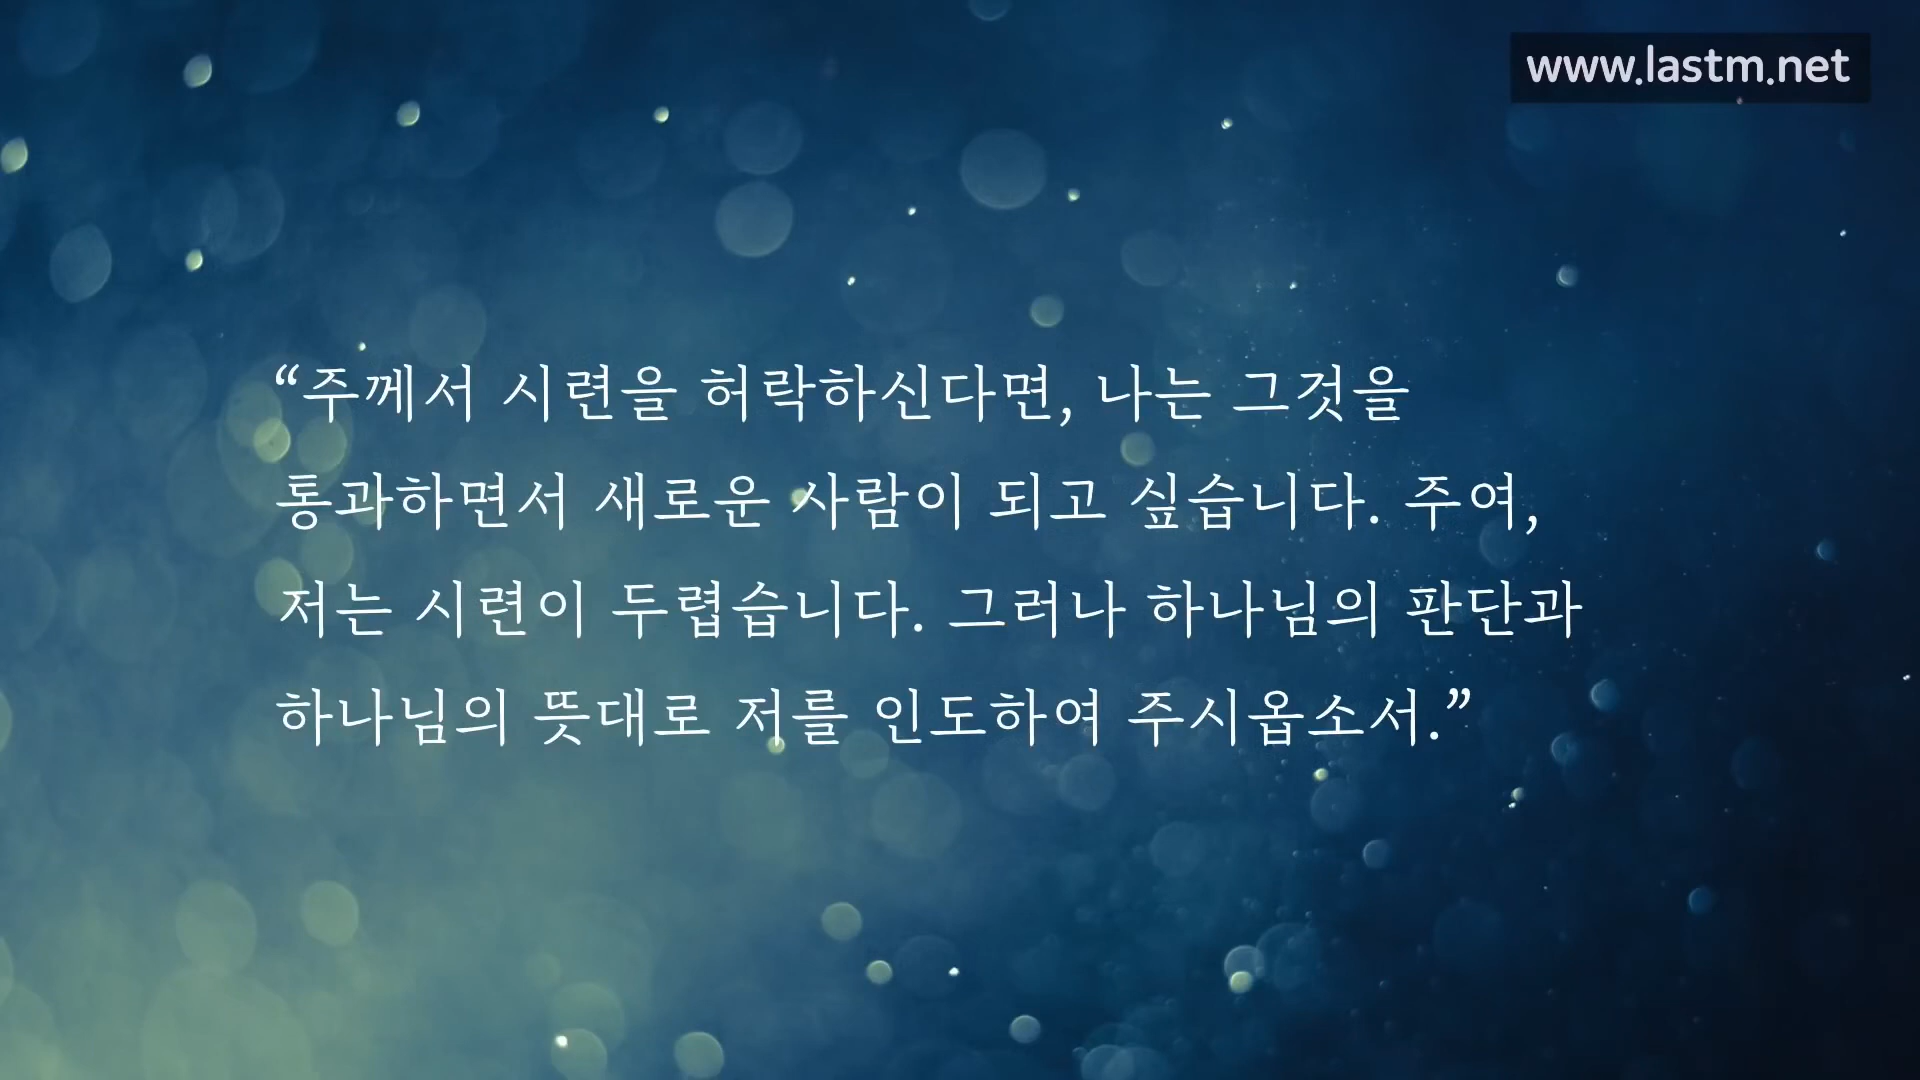 www.lastm.net
“주께서 시련을 허락하신다면, 나는 그것을
통과하면서 새로운 사람이 되고 싶습니다. 주여,
저는 시련이 두렵습니다. 그러나 하나님의 판단과
하나님의 뜻대로 저를 인도하여 주시옵소서.”